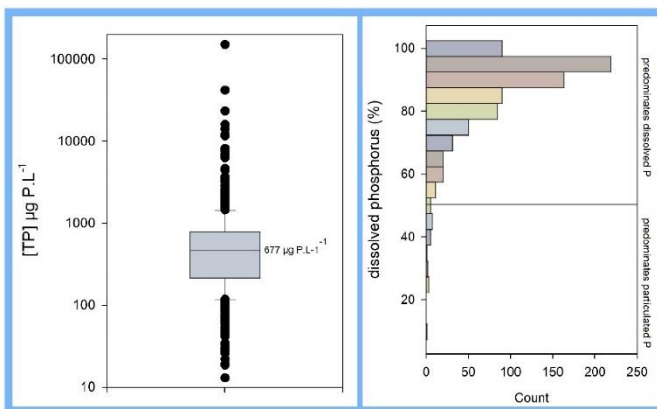 100000
10000
1000
100
10
[TP] µg P.L-1
677 µg P.L-1-1
100
80
60
40
20
dissolved phosphorus (%)
predominates dissolved P
predominates particulated P
0 50 100 150 200 250
Count